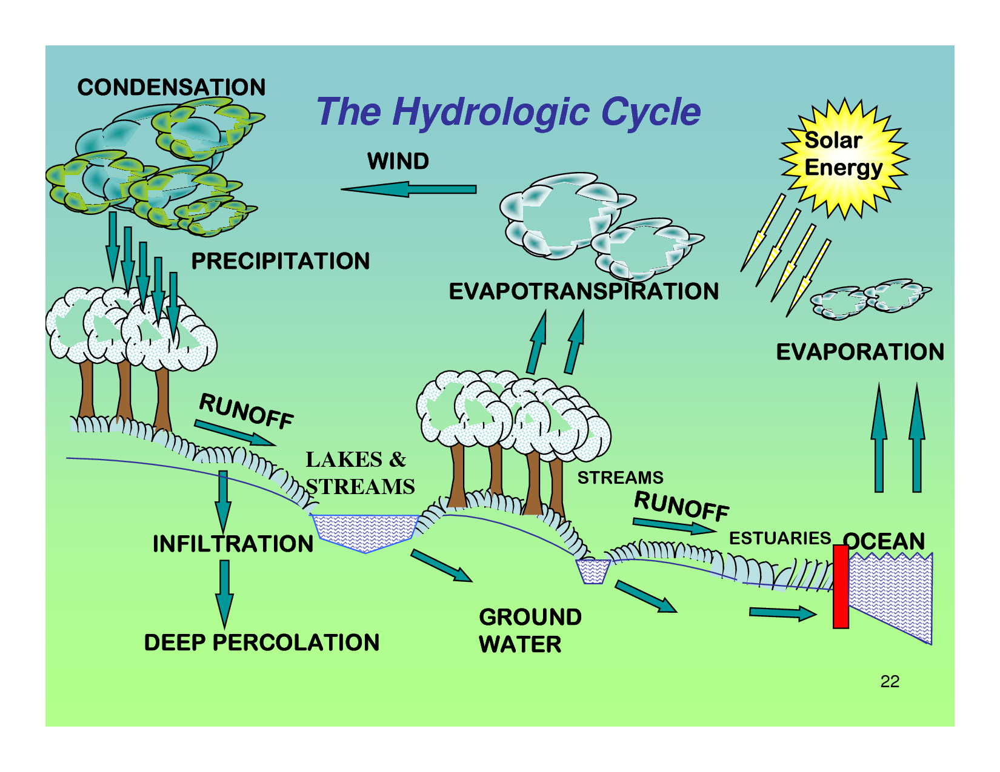 CONDENSATION
The Hydrologic Cycle
WIND
Solar
Energy
PRECIPITATION
EVAPOTRANSPIRATION
EVAPORATION
RUNOFF
LAKES &
STREAMS
STREAMS
RUNOFF
ESTUARIES
OCEAN
INFILTRATION
GROUND
WATER
DEEP PERCOLATION
22